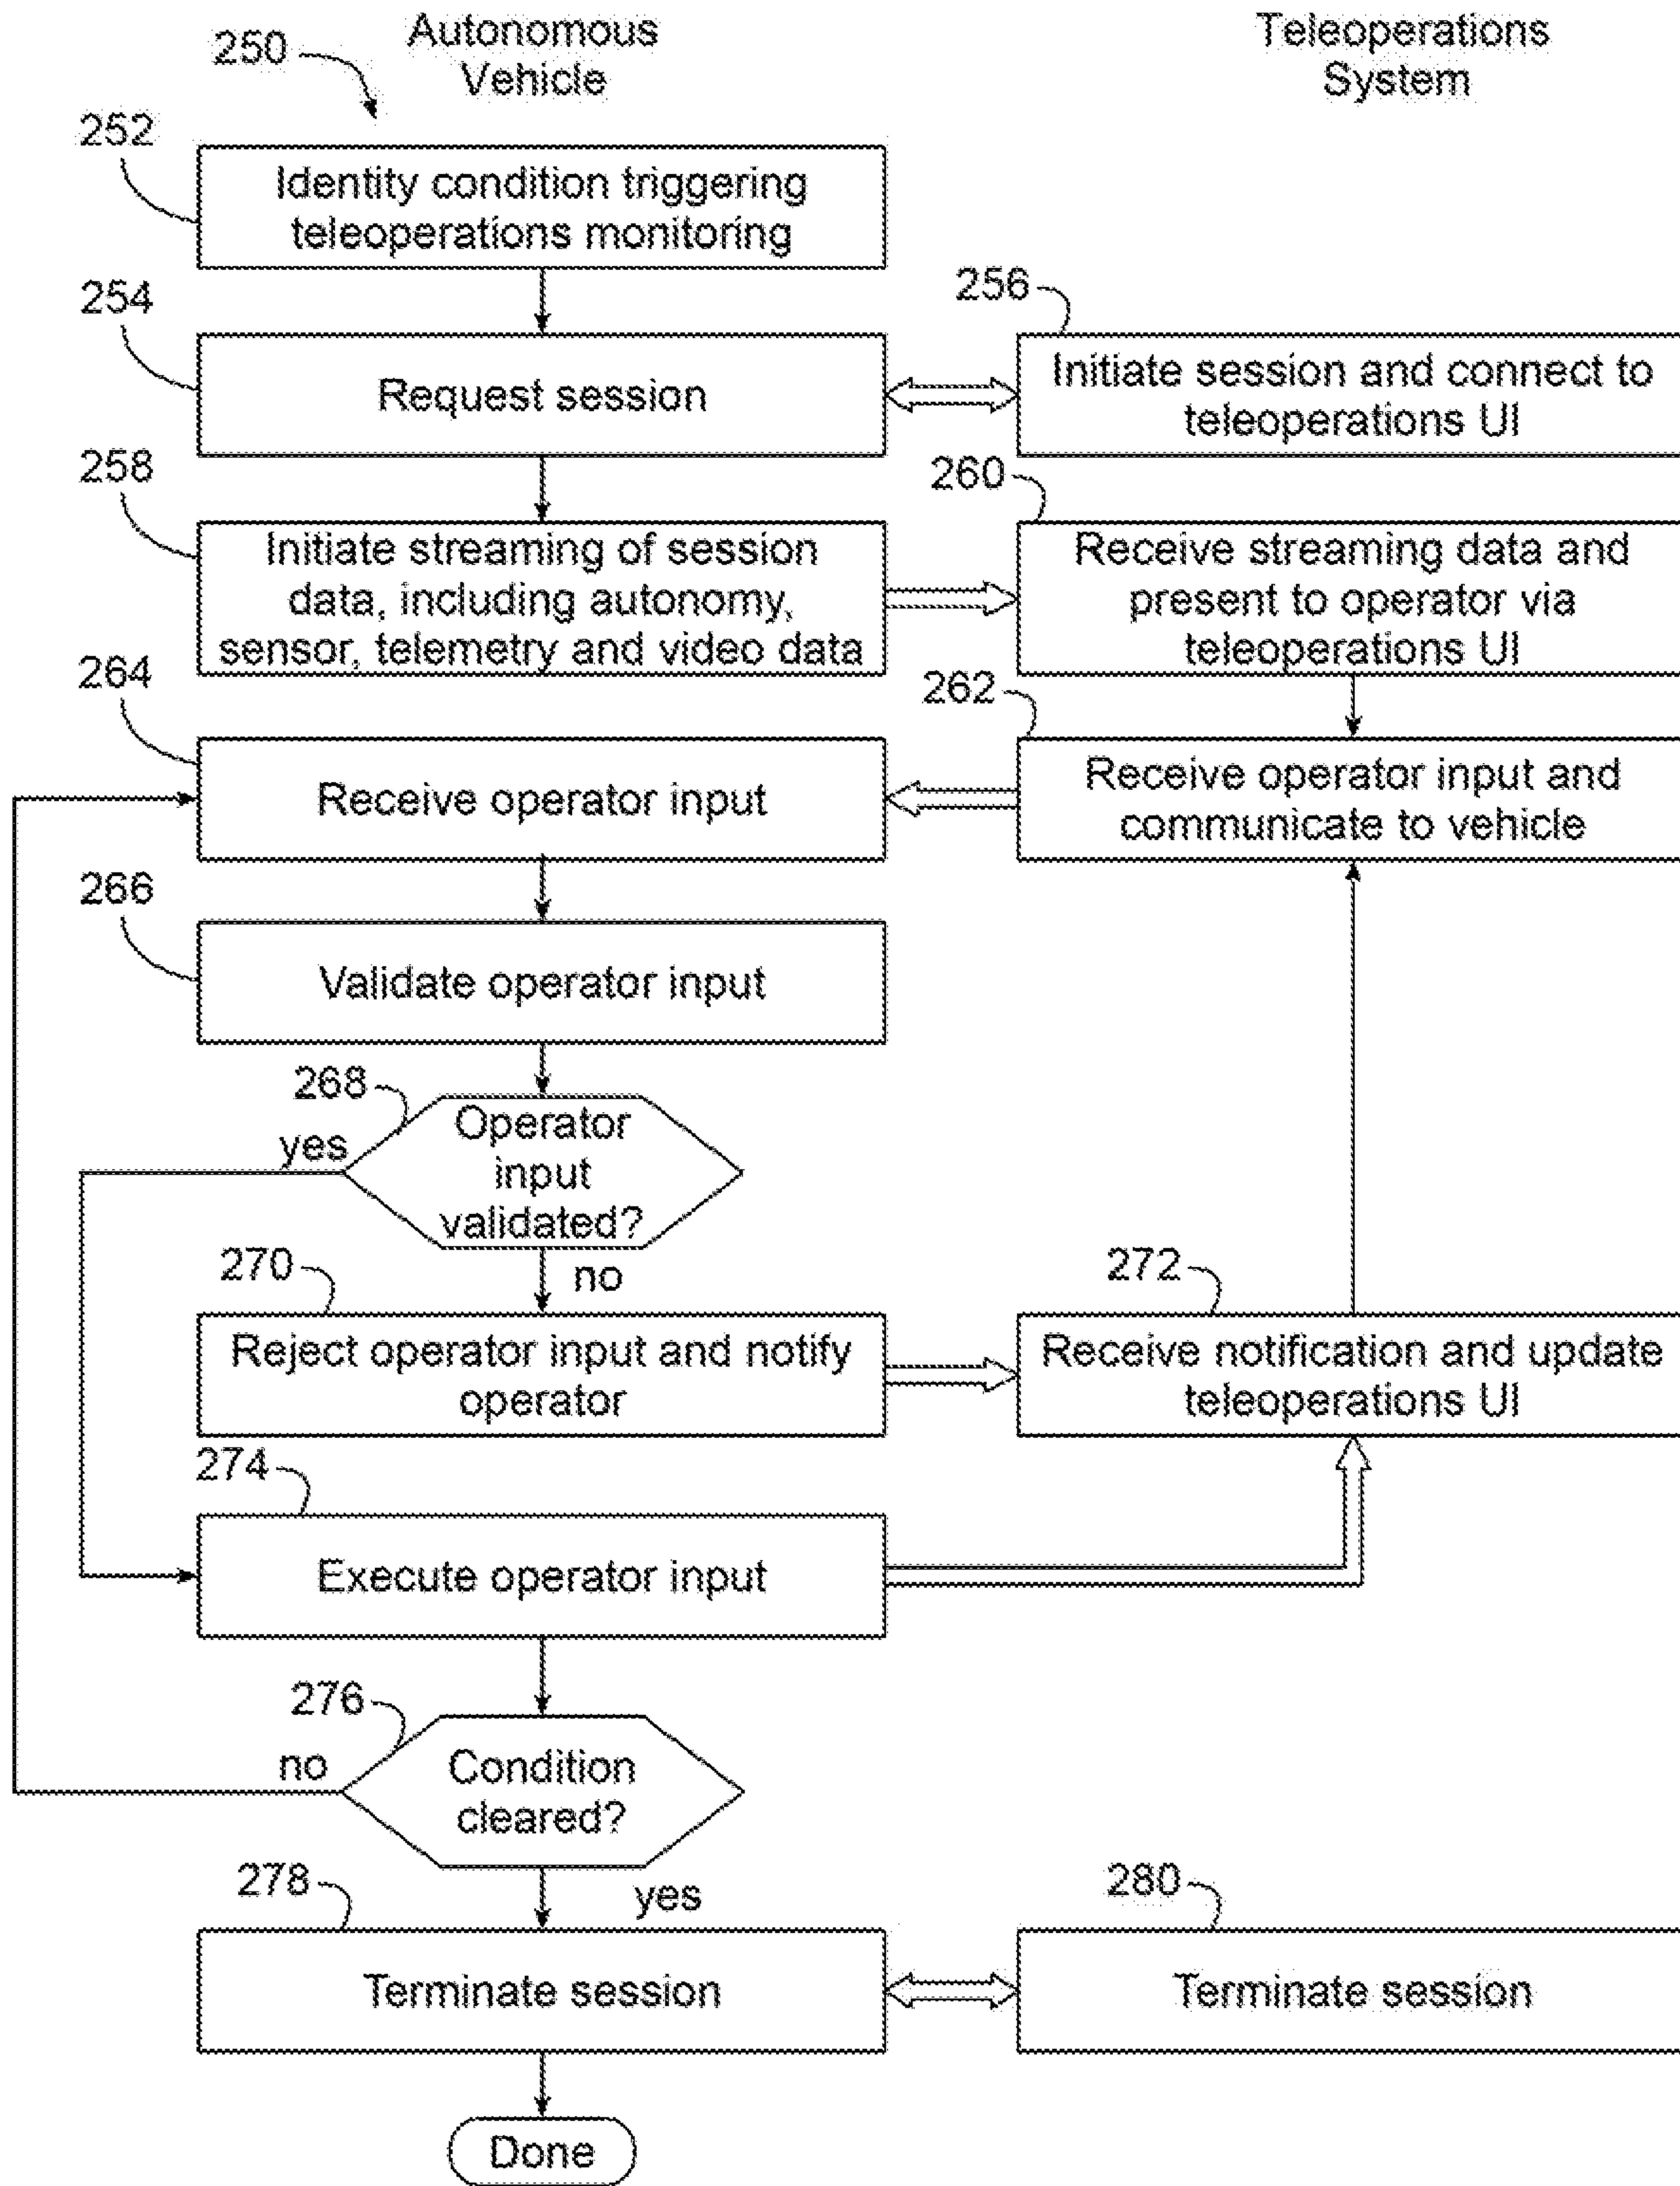 250
Autonomous
Vehicle
Teleoperations
System
252
Identity condition triggering
teleoperations monitoring
254
Request session
256
Initiate session and connect to
teleoperations UI
258
Initiate streaming of session
data, including autonomy,
sensor, telemetry and video data
260
Receive streaming data and
present to operator via
teleoperations UI
264
Receive operator input
262
Receive operator input and
communicate to vehicle
266
Validate operator input
268
Operator
input
validated?
yes
no
270
Reject operator input and notify
operator
272
Receive notification and update
teleoperations UI
274
Execute operator input
276
Condition
cleared?
no
yes
278
Terminate session
280
Terminate session
Done